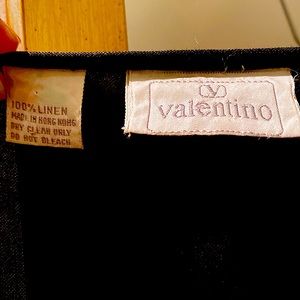 100% LINEN
MADE IN HONG KONG
DRY CLEAN ONLY
DO NOT BLEACH
V
valentino